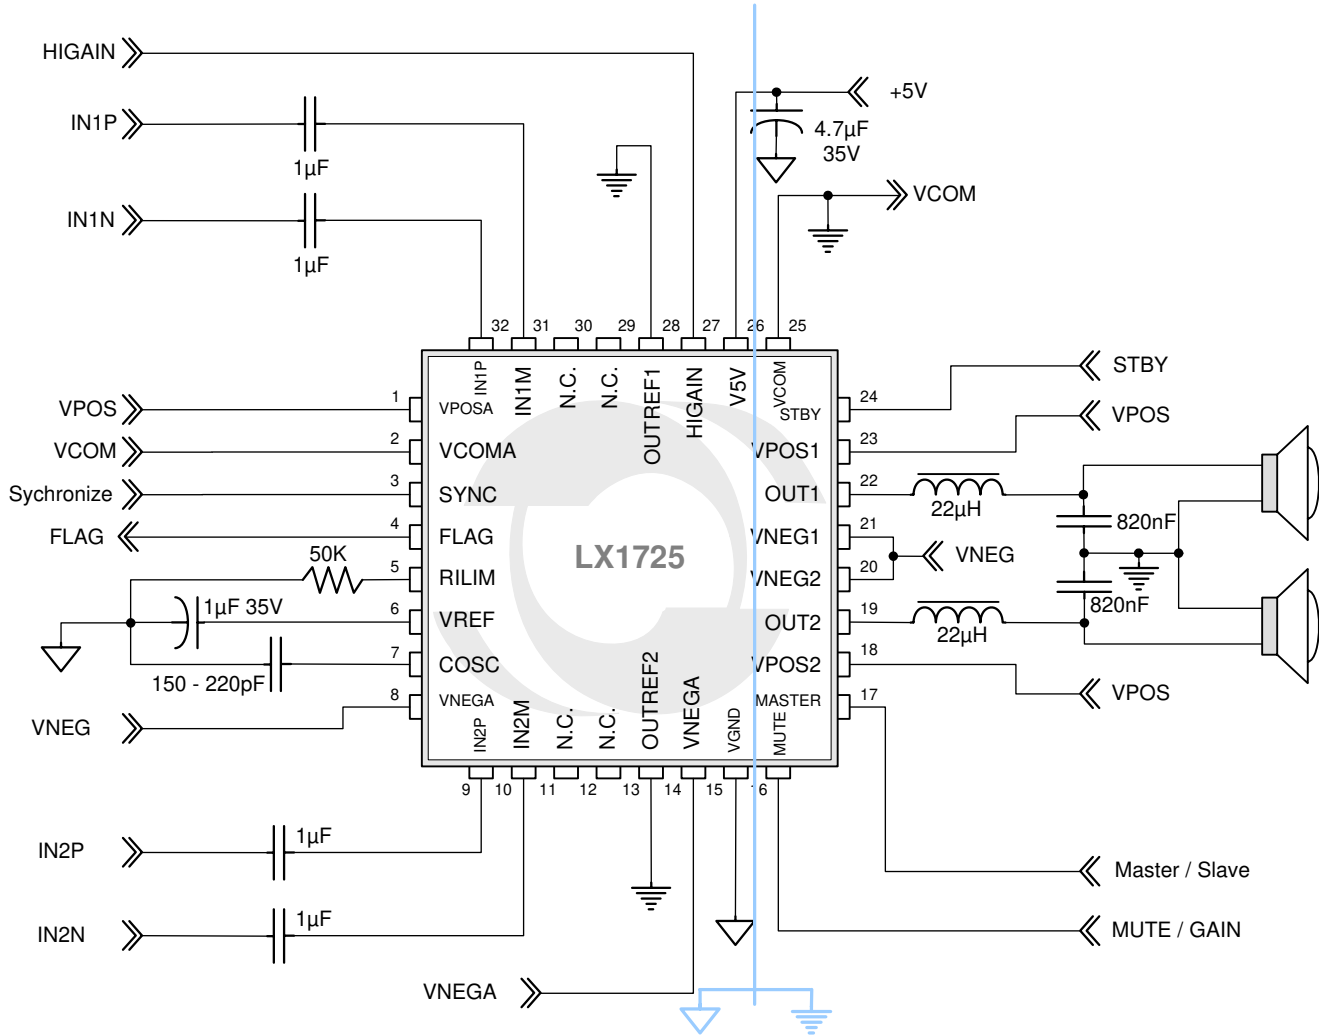 HIGAIN
IN1P
1µF
IN1N
1µF
+5V
4.7µF
35V
VCOM
32 31 30 29 28 27 26 25
IN1P
IN1M
N.C.
N.C.
OUTREF1
HIGAIN
V5V
VCOM
VPOS 1 VPOSA
VCOM 2 VCOMA
Sychronize 3 SYNC
FLAG 4 FLAG
50K 5 RILIM
1µF 35V 6 VREF
150 - 220pF 7 COSC
VNEG 8 VNEGA
LX1725
STBY 24 STBY
VPOS1 23 VPOS
OUT1 22 22µH
820nF
VNEG1 21
VNEG
VNEG2 20
820nF
OUT2 19 22µH
VPOS2 18 VPOS
MASTER 17
IN2P
IN2M
N.C.
N.C.
OUTREF2
VNEGA
VGND
MUTE
9 10 11 12 13 14 15 16
IN2P 1µF
IN2N 1µF
VNEGA
Master / Slave
MUTE / GAIN